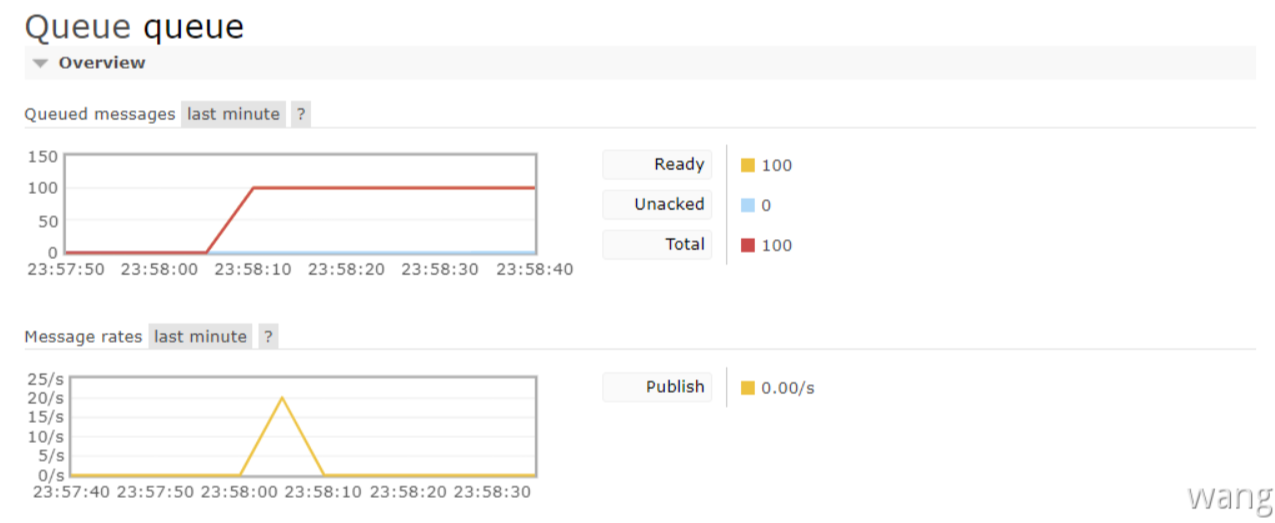 Queue queue
Overview
Queued messages last minute ?
150
100
50
0
23:57:50 23:58:00 23:58:10 23:58:20 23:58:30 23:58:40
Ready 100
Unacked 0
Total 100
Message rates last minute ?
25/s
20/s
15/s
10/s
5/s
0/s
23:57:40 23:57:50 23:58:00 23:58:10 23:58:20 23:58:30
Publish 0.00/s
wang